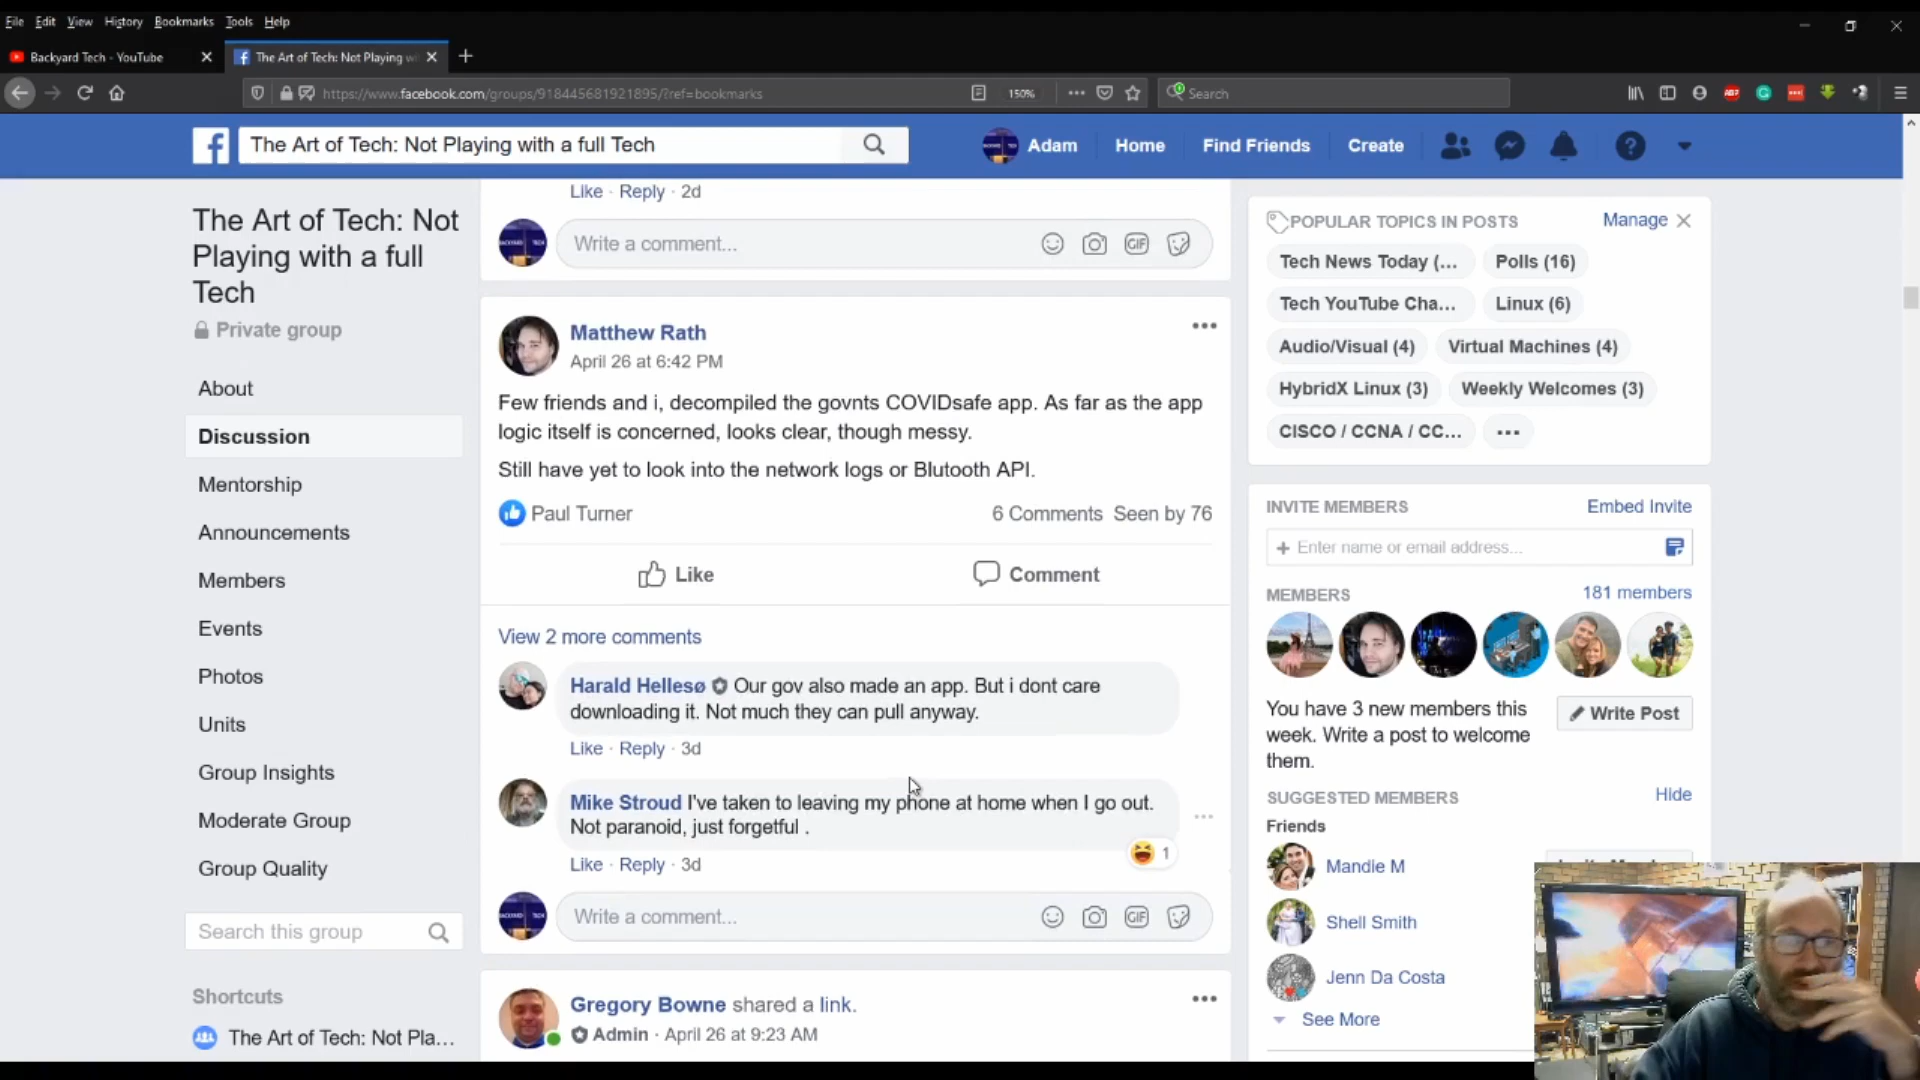 File Edit View History Bookmarks Tools Help
Backyard Tech - YouTube
The Art of Tech: Not Playing wi
https://www.facebook.com/groups/918445681921895/?ref=bookmarks
150%
Search
The Art of Tech: Not Playing with a full Tech
Adam
Home
Find Friends
Create
The Art of Tech: Not
Playing with a full
Tech
Private group
About
Discussion
Mentorship
Announcements
Members
Events
Photos
Units
Group Insights
Moderate Group
Group Quality
Search this group
Shortcuts
The Art of Tech: Not Pla...
Like · Reply · 2d
Write a comment...
GIF
Matthew Rath
April 26 at 6:42 PM
Few friends and i, decompiled the govnts COVIDsafe app. As far as the app
logic itself is concerned, looks clear, though messy.
Still have yet to look into the network logs or Blutooth API.
Paul Turner
6 Comments Seen by 76
Like
Comment
View 2 more comments
Harald Hellesø Our gov also made an app. But i dont care
downloading it. Not much they can pull anyway.
Like · Reply · 3d
Mike Stroud I've taken to leaving my phone at home when I go out.
Not paranoid, just forgetful .
1
Like · Reply · 3d
Write a comment...
GIF
Gregory Bowne shared a link.
Admin · April 26 at 9:23 AM
POPULAR TOPICS IN POSTS
Manage
Tech News Today (...
Polls (16)
Tech YouTube Cha...
Linux (6)
Audio/Visual (4)
Virtual Machines (4)
HybridX Linux (3)
Weekly Welcomes (3)
CISCO / CCNA / CC...
INVITE MEMBERS
Embed Invite
+ Enter name or email address...
MEMBERS
181 members
You have 3 new members this
week. Write a post to welcome
them.
Write Post
SUGGESTED MEMBERS
Hide
Friends
Mandie M
Shell Smith
Jenn Da Costa
See More